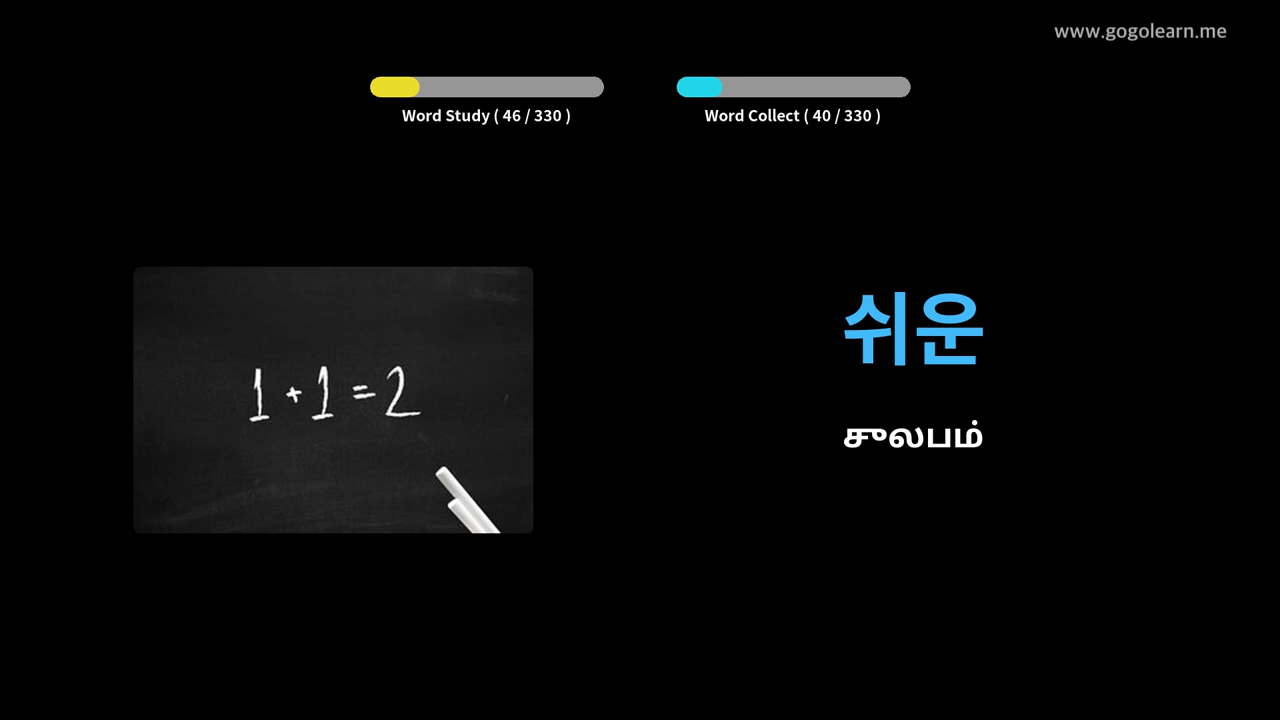 www.gogolearn.me
Word Study ( 46 / 330 )
Word Collect ( 40 / 330 )
1 + 1 = 2
쉬운
சுலபம்